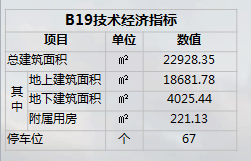 B19技术经济指标
项目 单位 数值
总建筑面积 ㎡ 22928.35
其中 地上建筑面积 ㎡ 18681.78
地下建筑面积 ㎡ 4025.44
附属用房 ㎡ 221.13
停车位 个 67